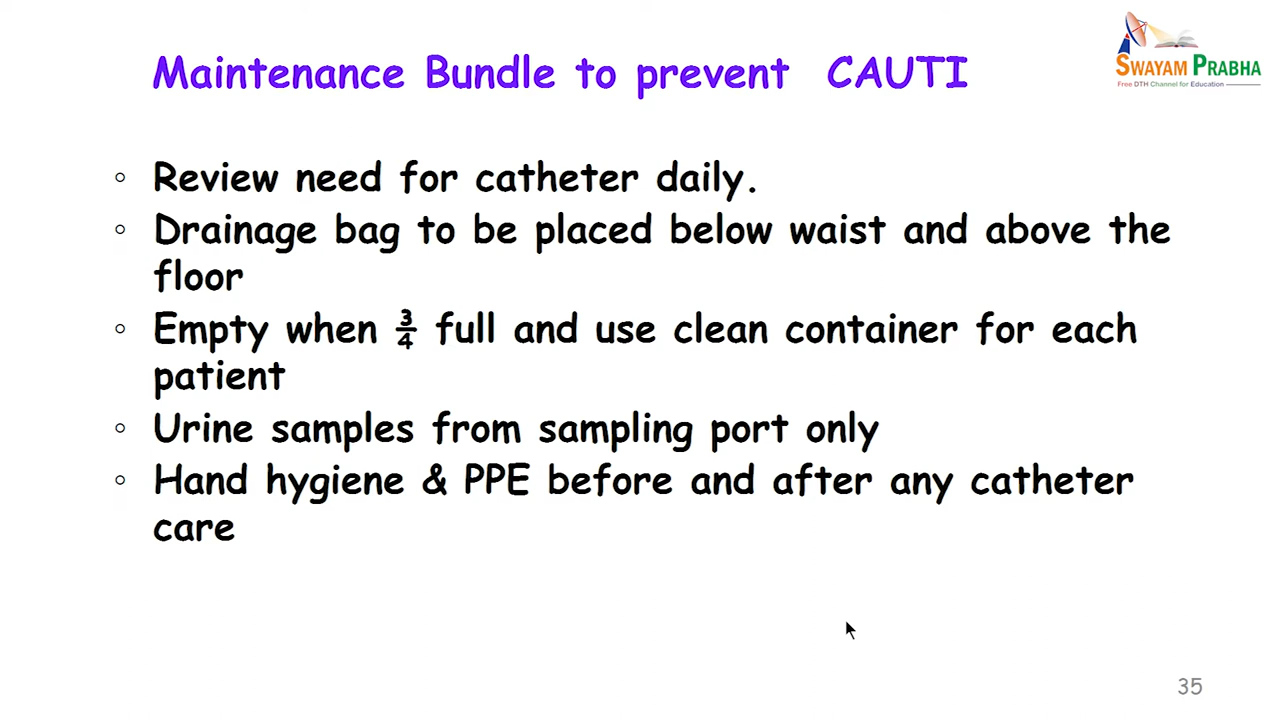 Maintenance Bundle to prevent CAUTI
SWAYAM PRABHA
Free DTH Channel for Education
◦ Review need for catheter daily.
◦ Drainage bag to be placed below waist and above the
floor
◦ Empty when ¾ full and use clean container for each
patient
◦ Urine samples from sampling port only
◦ Hand hygiene & PPE before and after any catheter
care
35